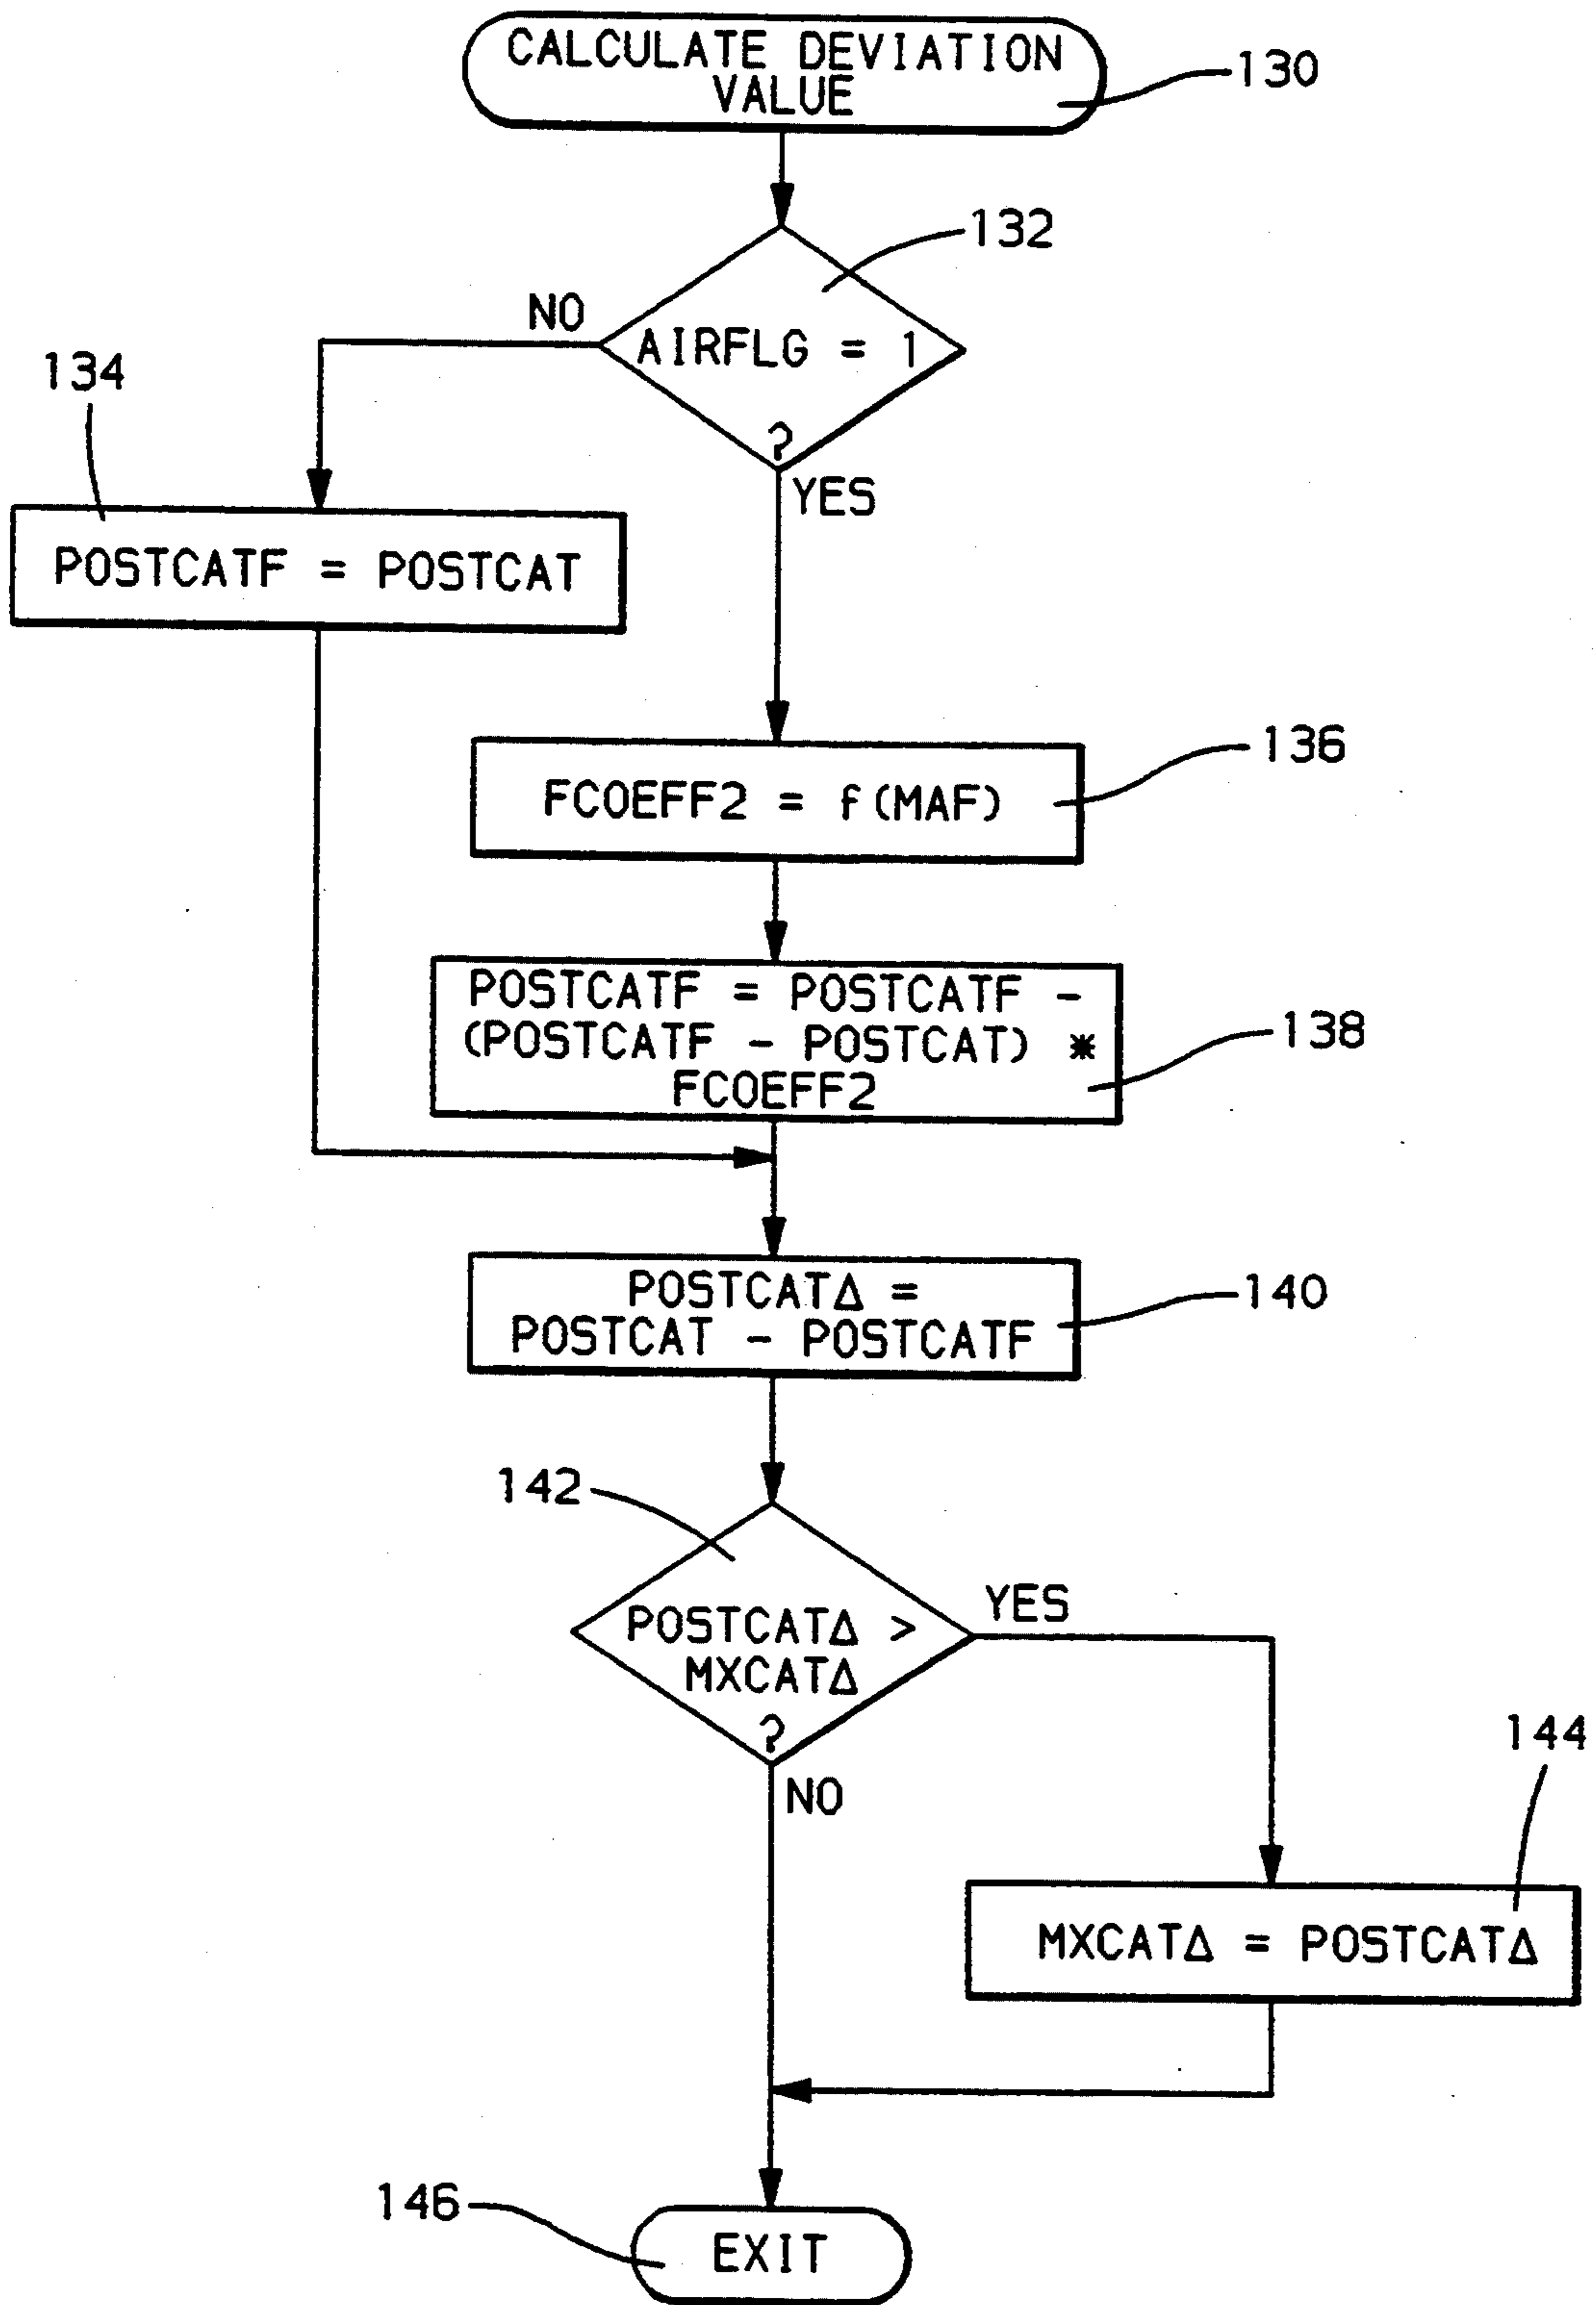 CALCULATE DEVIATION
VALUE
130
132
NO
AIRFLG = 1
?
YES
134
POSTCATF = POSTCAT
136
FCOEFF2 = f(MAF)
POSTCATF = POSTCATF -
(POSTCATF - POSTCAT) *
FCOEFF2
138
POSTCATΔ =
POSTCAT - POSTCATF
140
142
POSTCATΔ >
MXCATΔ
?
YES
NO
144
MXCATΔ = POSTCATΔ
146
EXIT